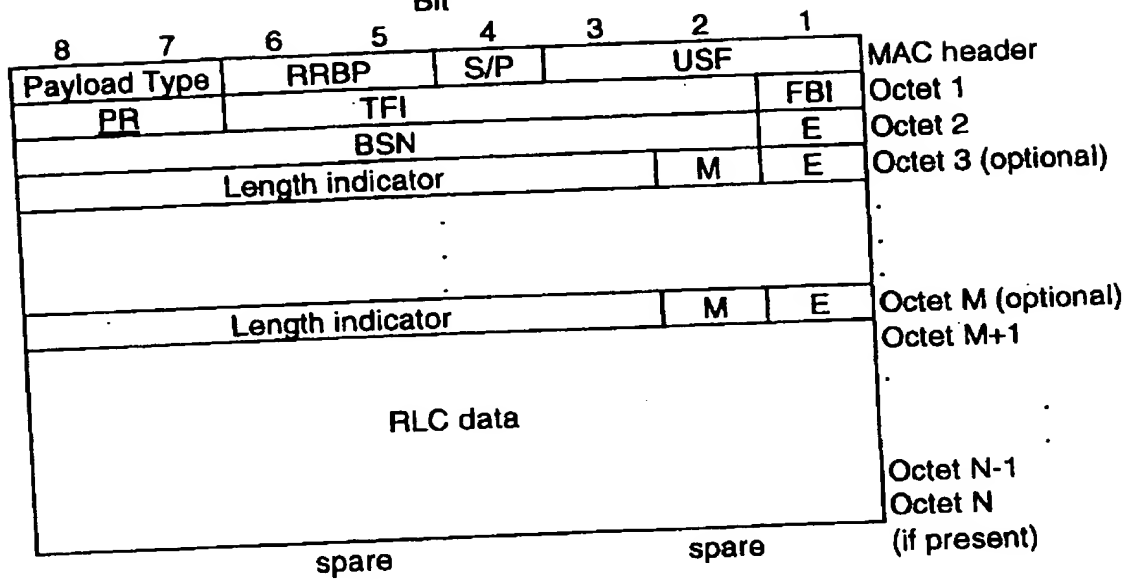 Bit
8 7 6 5 4 3 2 1
Payload Type RRBP S/P USF MAC header
PR TFI FBI Octet 1
BSN E Octet 2
Length indicator M E Octet 3 (optional)
Length indicator M E Octet M (optional)
Octet M+1
RLC data
Octet N-1
Octet N
(if present)
spare spare